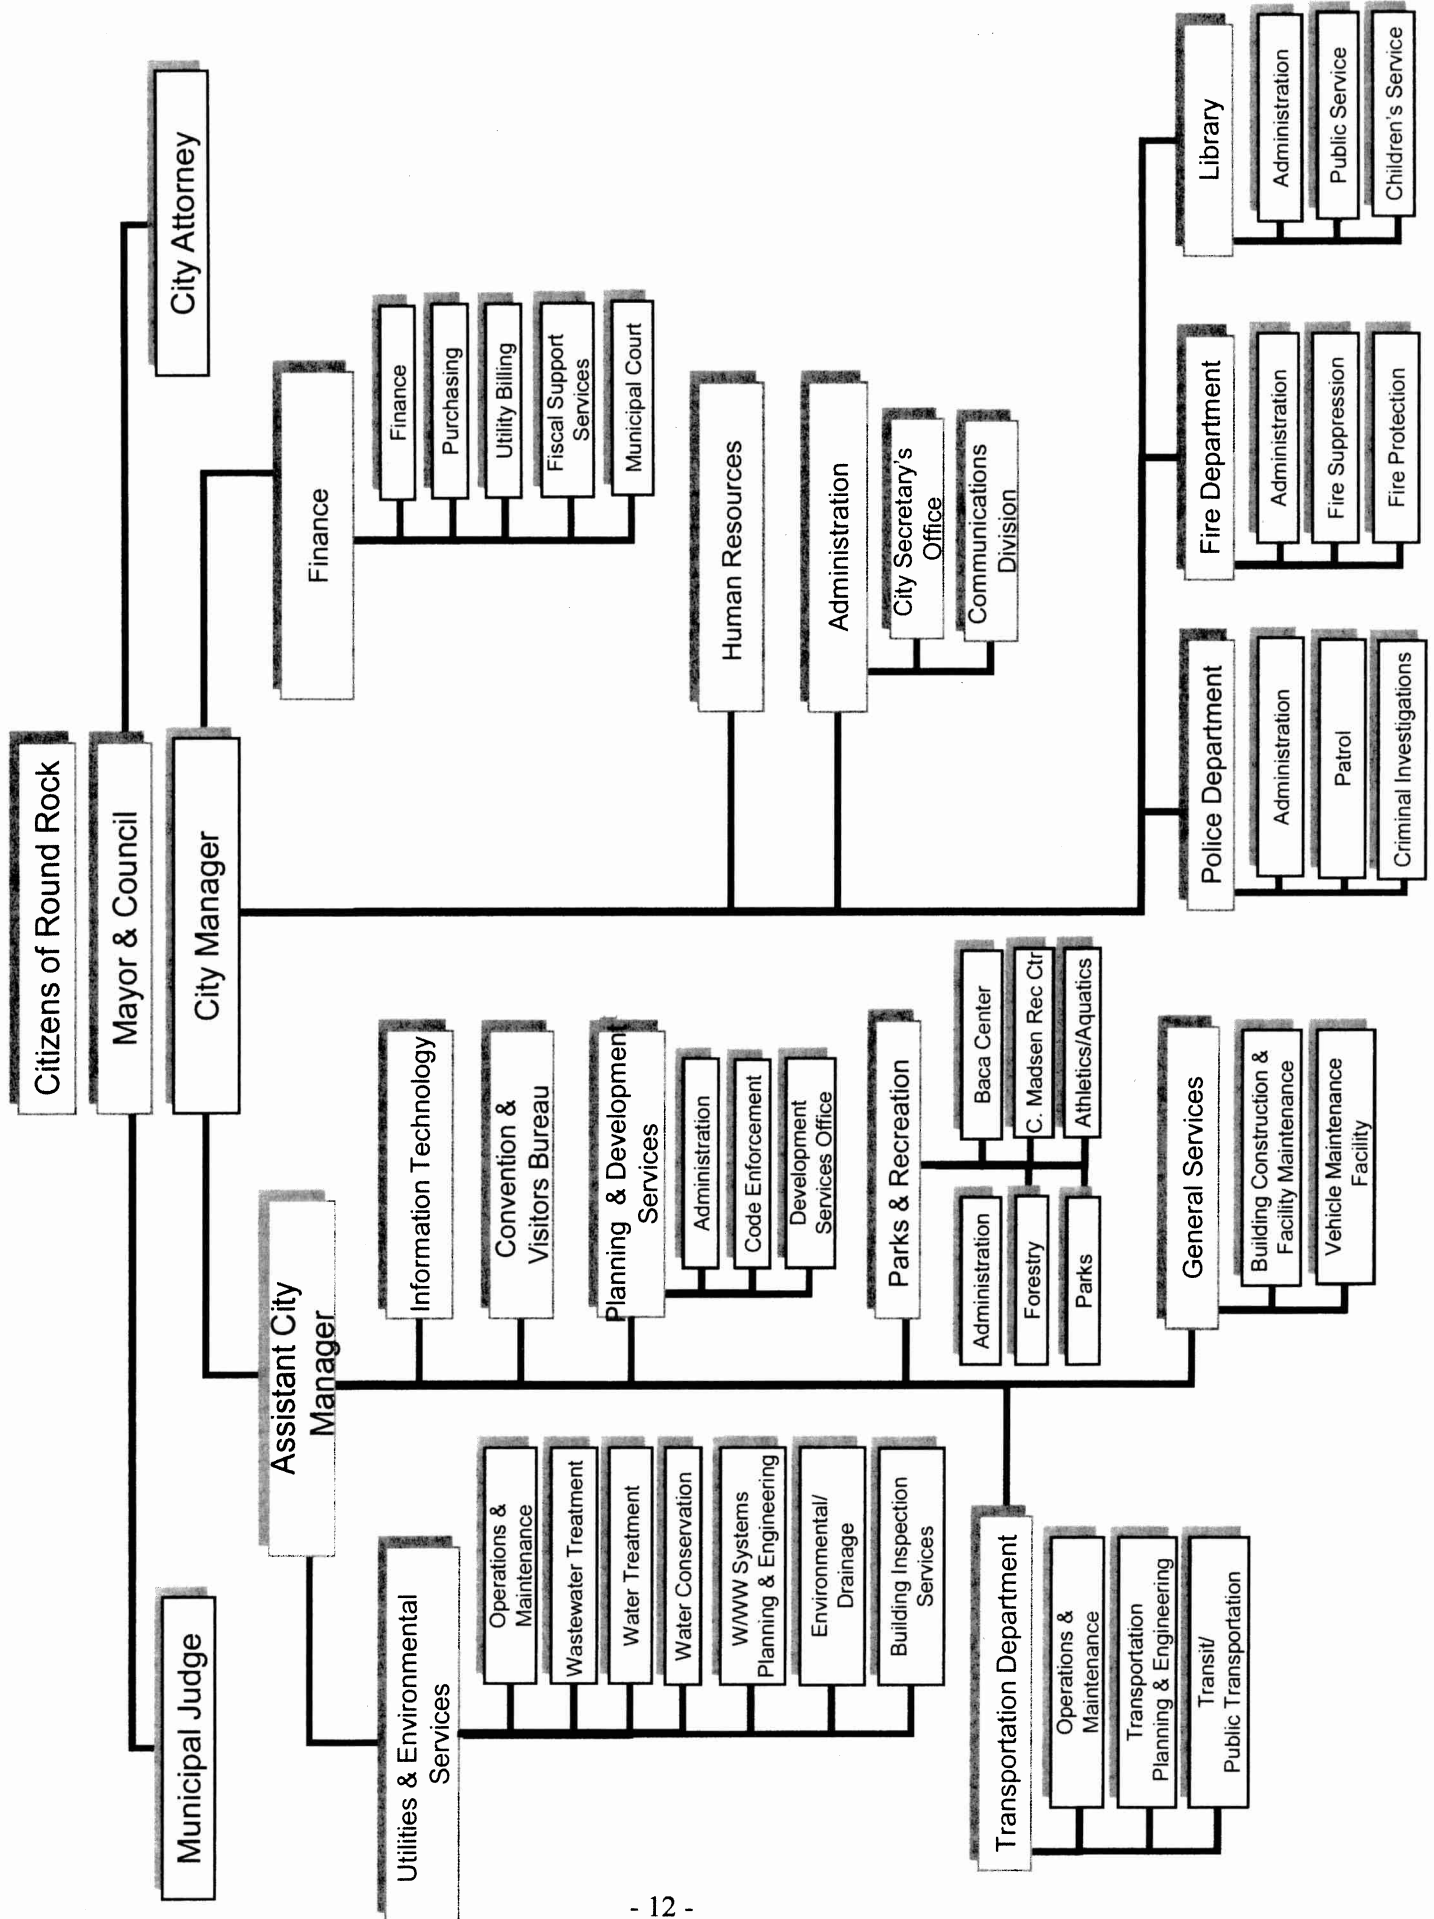 Citizens of Round Rock
Mayor & Council
City Manager
Municipal Judge
City Attorney
Assistant City
Manager
Utilities & Environmental
Services
Operations &
Maintenance
Wastewater Treatment
Water Treatment
Water Conservation
W/WW Systems
Planning & Engineering
Environmental/
Drainage
Building Inspection
Services
Transportation Department
Operations &
Maintenance
Transportation
Planning & Engineering
Transit/
Public Transportation
Information Technology
Convention &
Visitors Bureau
Planning & Development
Services
Administration
Code Enforcement
Development
Services Office
Parks & Recreation
Administration
Forestry
Parks
Baca Center
C. Madsen Rec Ctr
Athletics/Aquatics
General Services
Building Construction &
Facility Maintenance
Vehicle Maintenance
Facility
Finance
Finance
Purchasing
Utility Billing
Fiscal Support
Services
Municipal Court
Human Resources
Administration
City Secretary's
Office
Communications
Division
Police Department
Administration
Patrol
Criminal Investigations
Fire Department
Administration
Fire Suppression
Fire Protection
Library
Administration
Public Service
Children's Service
- 12 -